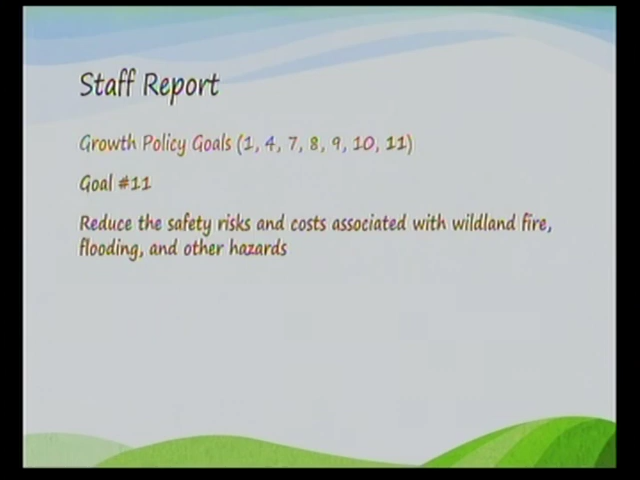 Staff Report
Growth Policy Goals (1, 4, 7, 8, 9, 10, 11)
Goal #11
Reduce the safety risks and costs associated with wildland fire,
flooding, and other hazards